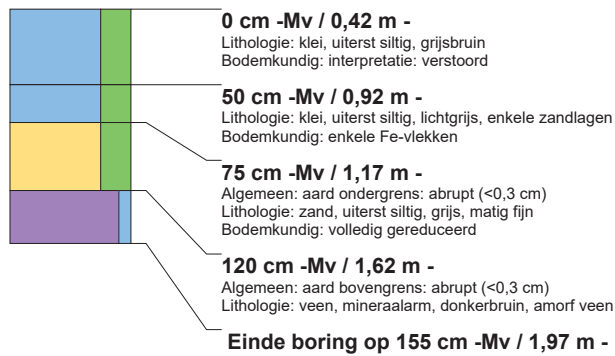 0 cm -Mv / 0,42 m -
Lithologie: klei, uiterst siltig, grijsbruin
Bodemkundig: interpretatie: verstoord
50 cm -Mv / 0,92 m -
Lithologie: klei, uiterst siltig, lichtgrijs, enkele zandlagen
Bodemkundig: enkele Fe-vlekken
75 cm -Mv / 1,17 m -
Algemeen: aard ondergrens: abrupt (<0,3 cm)
Lithologie: zand, uiterst siltig, grijs, matig fijn
Bodemkundig: volledig gereduceerd
120 cm -Mv / 1,62 m -
Algemeen: aard bovengrens: abrupt (<0,3 cm)
Lithologie: veen, mineraalarm, donkerbruin, amorf veen
Einde boring op 155 cm -Mv / 1,97 m -